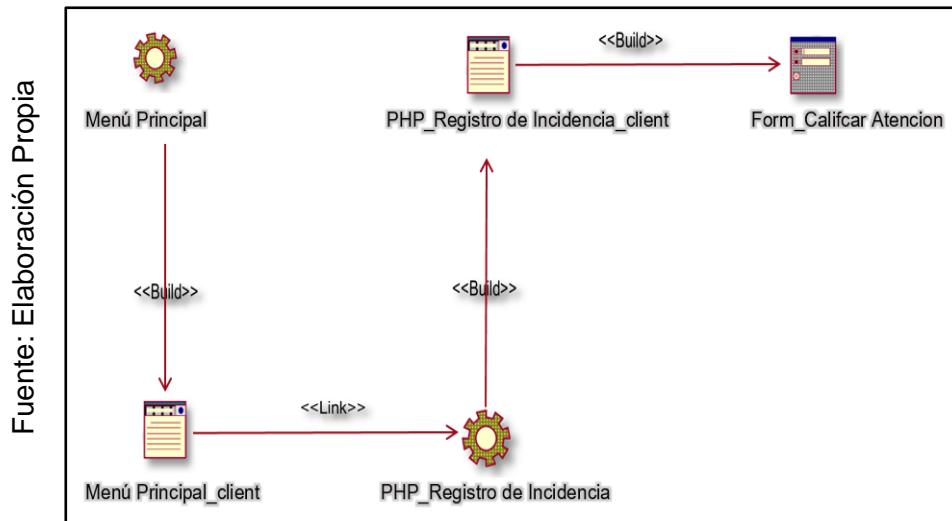 Fuente: Elaboración Propia
<<Build>>
Menú Principal
PHP_Registro de Incidencia_client
Form_Califcar Atencion
<<Build>>
<<Build>>
<<Link>>
Menú Principal_client
PHP_Registro de Incidencia